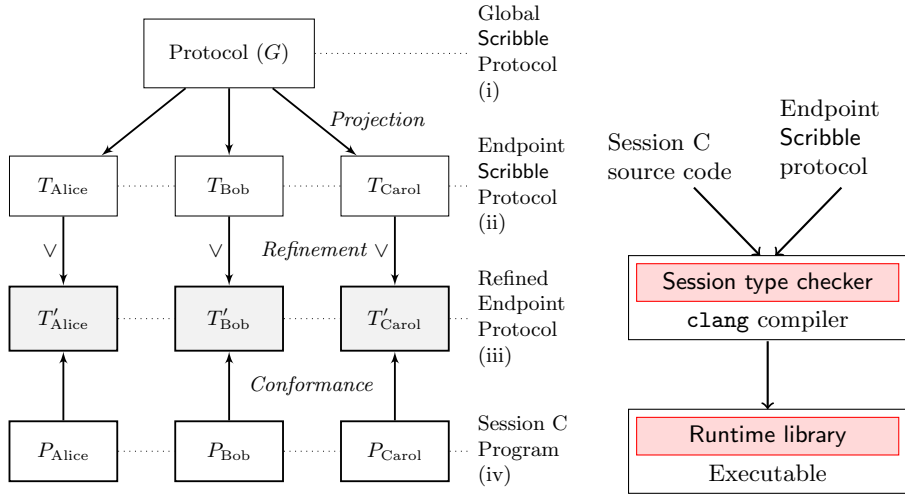 Protocol (G)
Global
Scribble
Protocol
(i)
Projection
T_Alice
T_Bob
T_Carol
Endpoint
Scribble
Protocol
(ii)
∨
∨
Refinement ∨
T′_Alice
T′_Bob
T′_Carol
Refined
Endpoint
Protocol
(iii)
Conformance
P_Alice
P_Bob
P_Carol
Session C
Program
(iv)
Session C
source code
Endpoint
Scribble
protocol
Session type checker
clang compiler
Runtime library
Executable